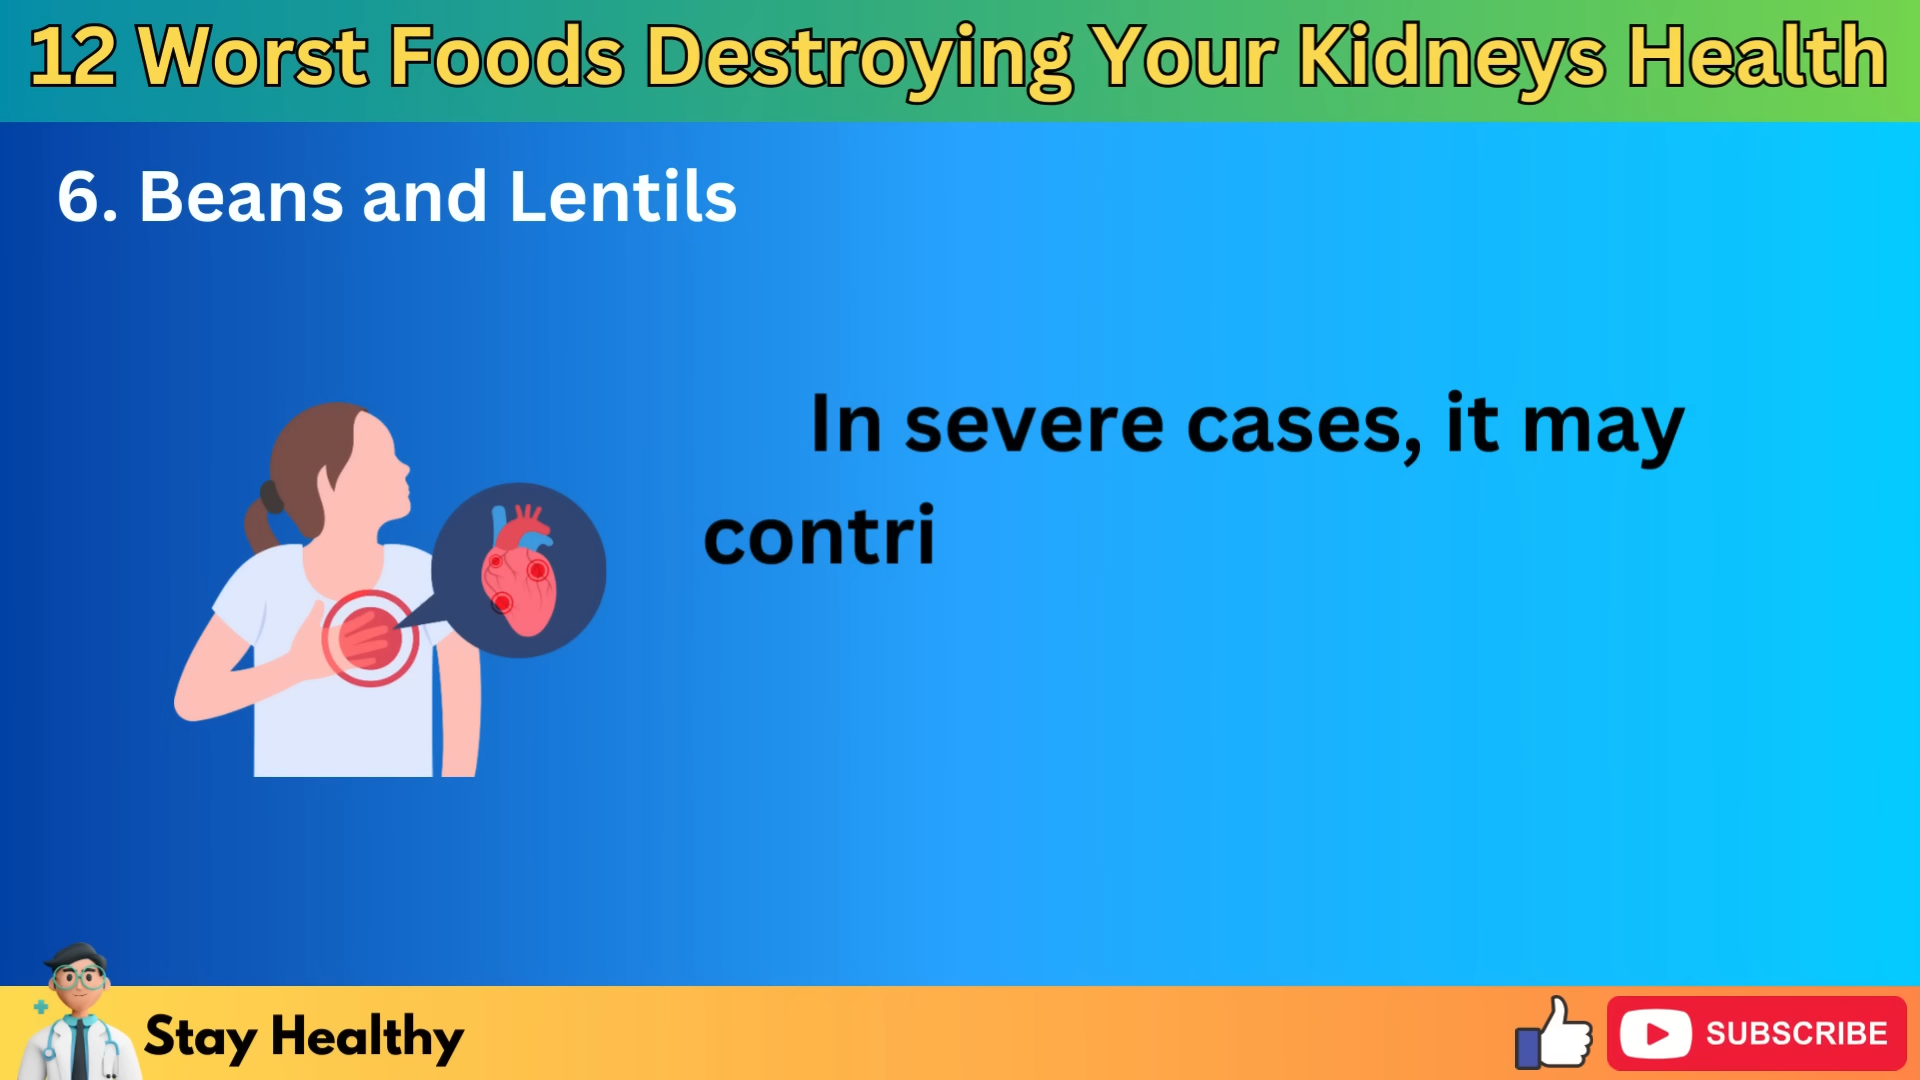 12 Worst Foods Destroying Your Kidneys Health
6. Beans and Lentils
In severe cases, it may
contri
Stay Healthy
SUBSCRIBE